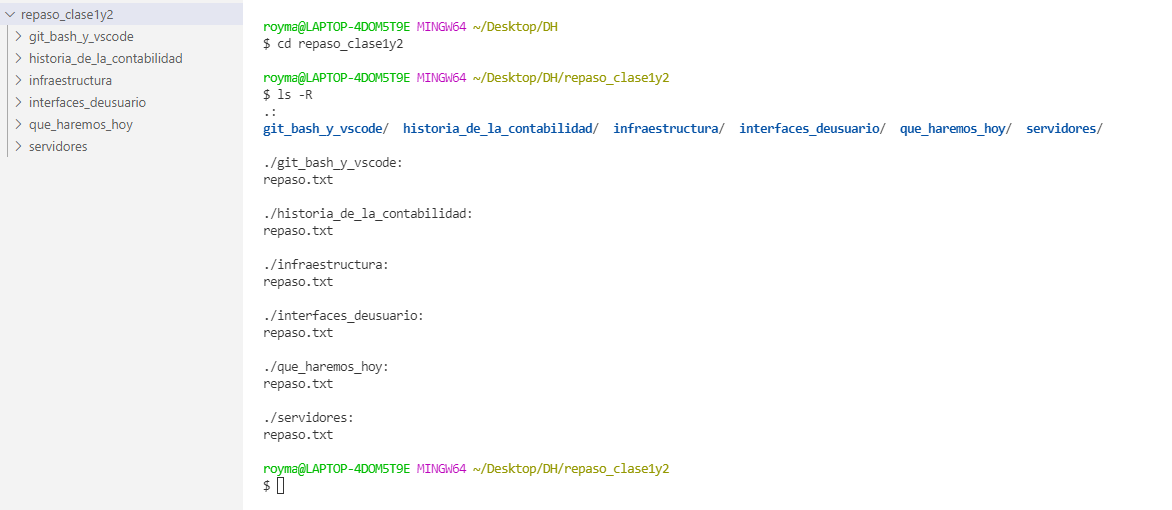 repaso_clase1y2
git_bash_y_vscode
historia_de_la_contabilidad
infraestructura
interfaces_deusuario
que_haremos_hoy
servidores
royma@LAPTOP-4DOM5T9E MINGW64 ~/Desktop/DH
$ cd repaso_clase1y2
royma@LAPTOP-4DOM5T9E MINGW64 ~/Desktop/DH/repaso_clase1y2
$ ls -R
.:
git_bash_y_vscode/  historia_de_la_contabilidad/  infraestructura/  interfaces_deusuario/  que_haremos_hoy/  servidores/
./git_bash_y_vscode:
repaso.txt
./historia_de_la_contabilidad:
repaso.txt
./infraestructura:
repaso.txt
./interfaces_deusuario:
repaso.txt
./que_haremos_hoy:
repaso.txt
./servidores:
repaso.txt
royma@LAPTOP-4DOM5T9E MINGW64 ~/Desktop/DH/repaso_clase1y2
$